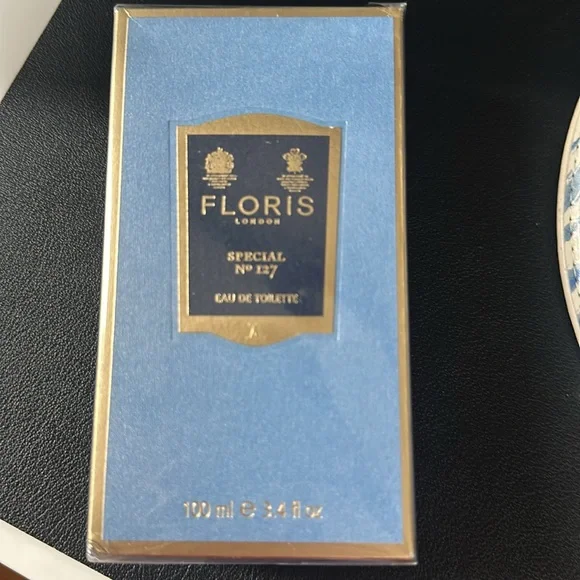 FLORIS
LONDON
SPECIAL
Nº 127
EAU DE TOILETTE
100 ml e 3.4 fl oz